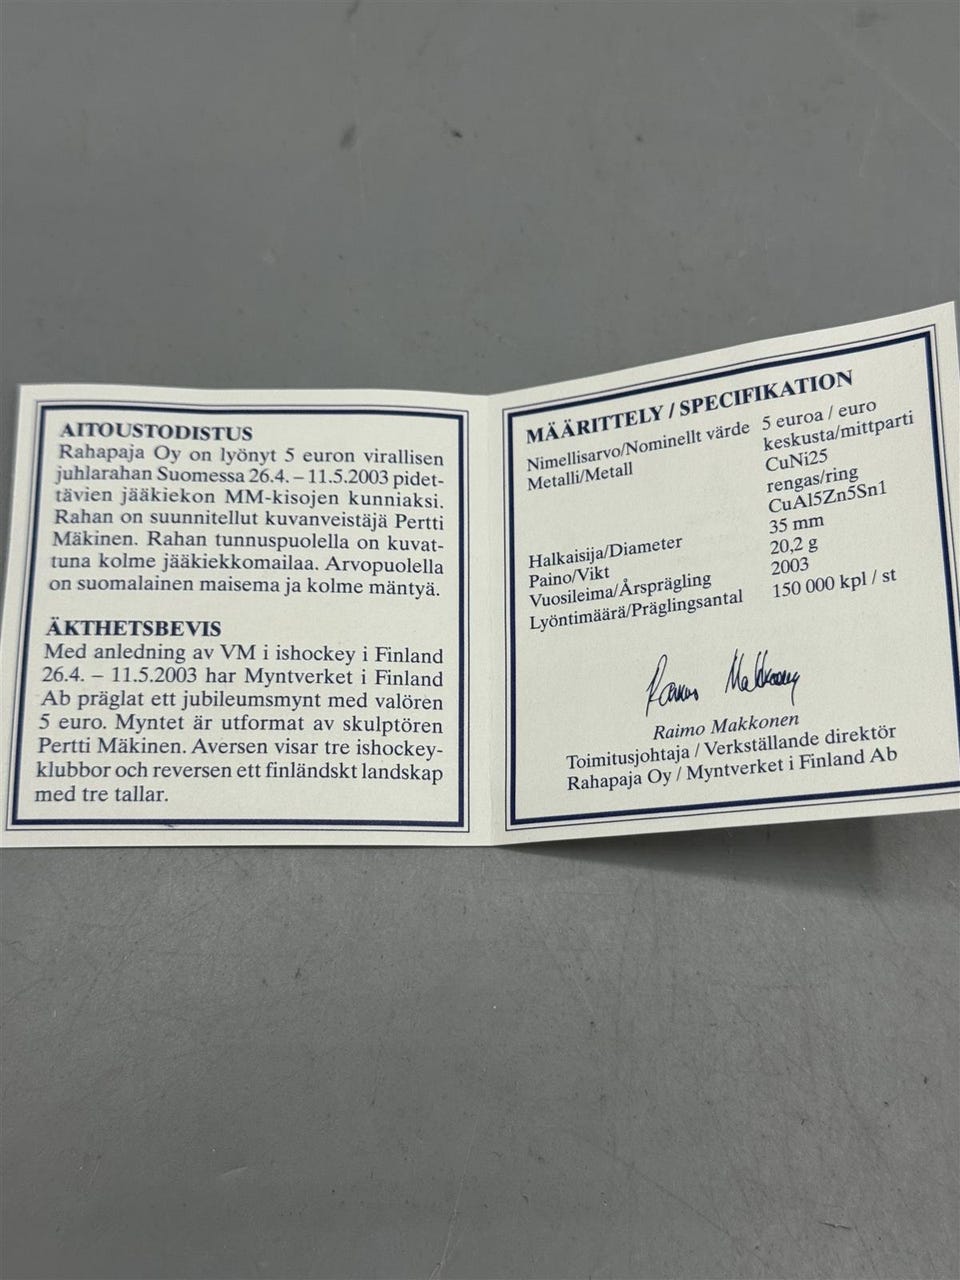 AITOUSTODISTUS
Rahapaja Oy on lyönyt 5 euron virallisen
juhlarahan Suomessa 26.4. – 11.5.2003 pidet-
tävien jääkiekon MM-kisojen kunniaksi.
Rahan on suunnitellut kuvanveistäjä Pertti
Mäkinen. Rahan tunnuspuolella on kuvat-
tuna kolme jääkiekkomailaa. Arvopuolella
on suomalainen maisema ja kolme mäntyä.
ÄKTHETSBEVIS
Med anledning av VM i ishockey i Finland
26.4. – 11.5.2003 har Myntverket i Finland
Ab präglat ett jubileumsmynt med valören
5 euro. Myntet är utformat av skulptören
Pertti Mäkinen. Aversen visar tre ishockey-
klubbor och reversen ett finländskt landskap
med tre tallar.
MÄÄRITTELY / SPECIFIKATION
Nimellisarvo/Nominellt värde 5 euroa / euro
Metalli/Metall keskusta/mittparti
CuNi25
rengas/ring
CuAl5Zn5Sn1
Halkaisija/Diameter 35 mm
Paino/Vikt 20,2 g
Vuosileima/Årsprägling 2003
Lyöntimäärä/Präglingsantal 150 000 kpl / st
Raimo Makkonen
Raimo Makkonen
Toimitusjohtaja / Verkställande direktör
Rahapaja Oy / Myntverket i Finland Ab